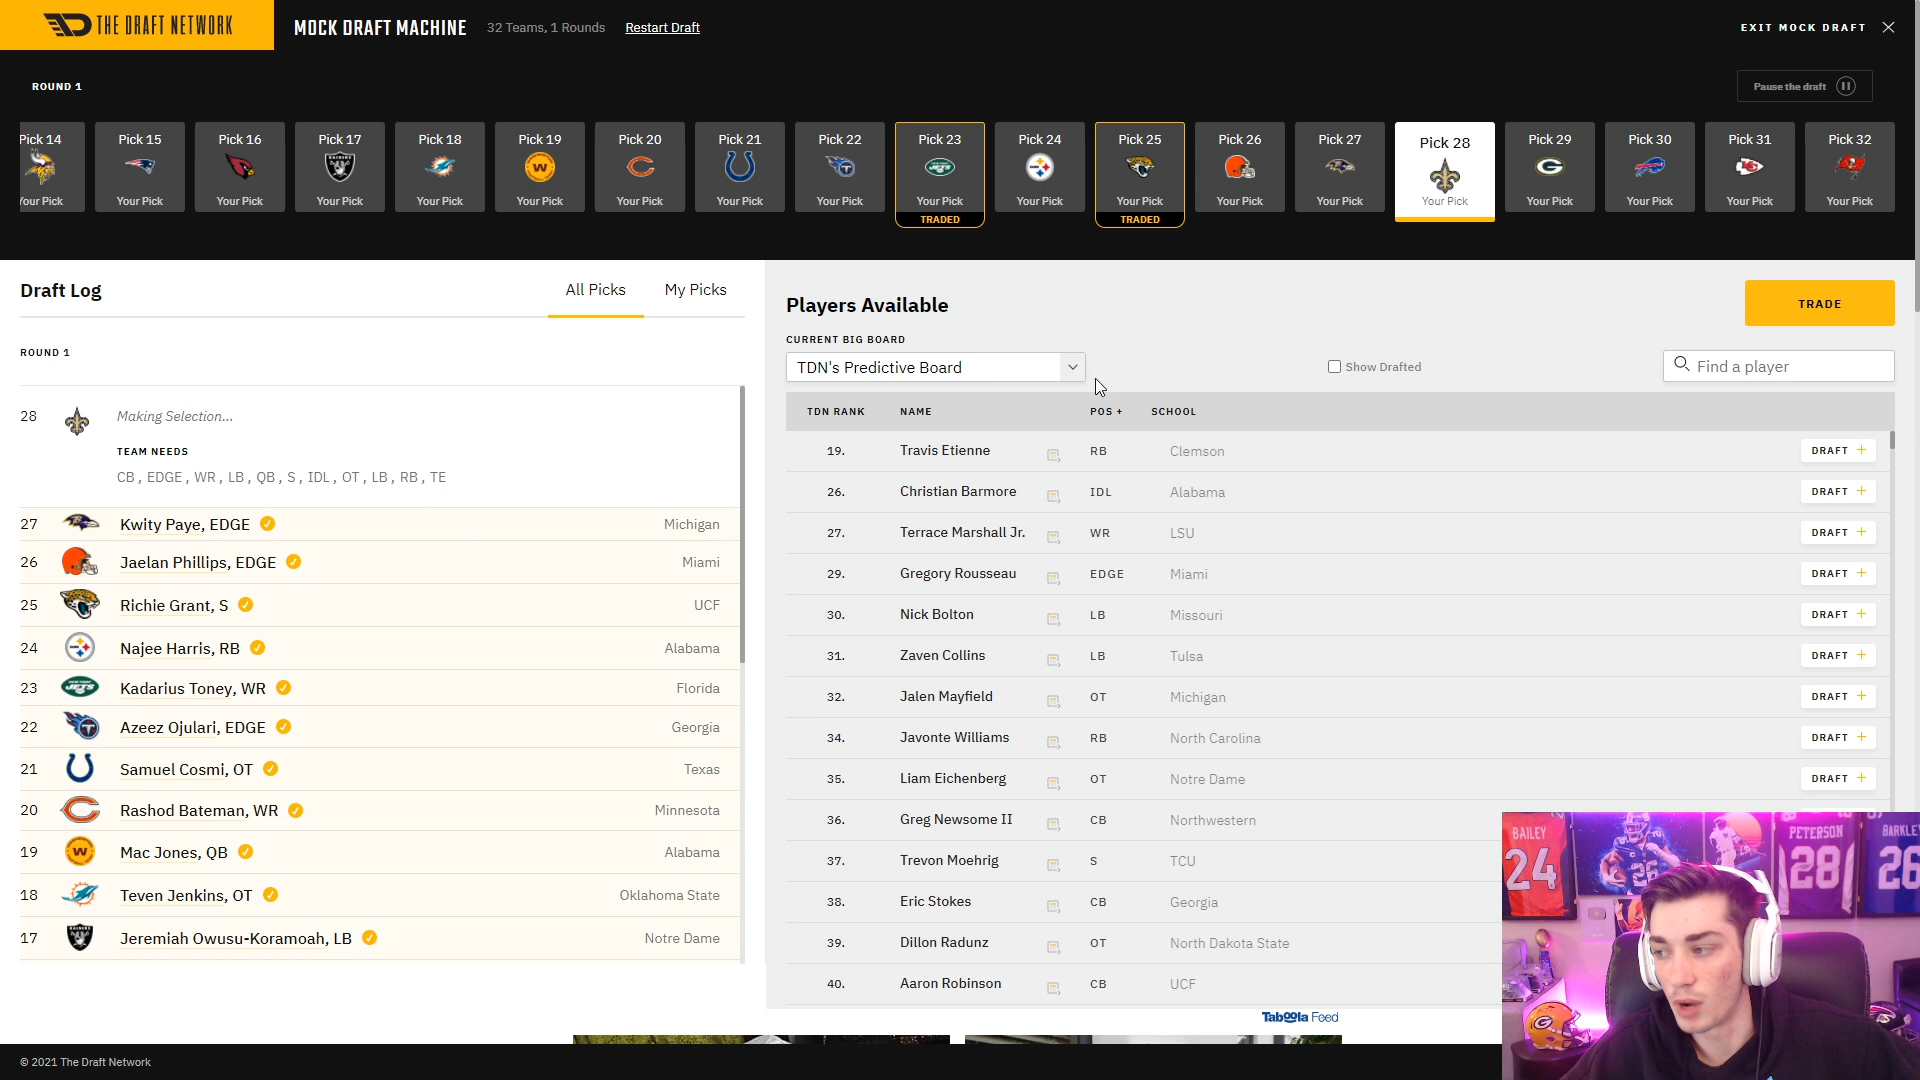 THE DRAFT NETWORK
MOCK DRAFT MACHINE
32 Teams, 1 Rounds
Restart Draft
EXIT MOCK DRAFT
ROUND 1
Pause the draft
Pick 14
Your Pick
Pick 15
Your Pick
Pick 16
Your Pick
Pick 17
Your Pick
Pick 18
Your Pick
Pick 19
W
Your Pick
Pick 20
Your Pick
Pick 21
Your Pick
Pick 22
Your Pick
Pick 23
Your Pick
TRADED
Pick 24
Your Pick
Pick 25
Your Pick
TRADED
Pick 26
Your Pick
Pick 27
Your Pick
Pick 28
Your Pick
Pick 29
G
Your Pick
Pick 30
Your Pick
Pick 31
Your Pick
Pick 32
Your Pick
Draft Log
All Picks
My Picks
ROUND 1
28 Making Selection...
TEAM NEEDS
CB, EDGE, WR, LB, QB, S, IDL, OT, LB, RB, TE
27 Kwity Paye, EDGE Michigan
26 Jaelan Phillips, EDGE Miami
25 Richie Grant, S UCF
24 Najee Harris, RB Alabama
23 Kadarius Toney, WR Florida
22 Azeez Ojulari, EDGE Georgia
21 Samuel Cosmi, OT Texas
20 Rashod Bateman, WR Minnesota
19 W Mac Jones, QB Alabama
18 Teven Jenkins, OT Oklahoma State
17 Jeremiah Owusu-Koramoah, LB Notre Dame
Players Available
TRADE
CURRENT BIG BOARD
TDN's Predictive Board
Show Drafted
Find a player
TDN RANK NAME POS + SCHOOL
19. Travis Etienne RB Clemson DRAFT +
26. Christian Barmore IDL Alabama DRAFT +
27. Terrace Marshall Jr. WR LSU DRAFT +
29. Gregory Rousseau EDGE Miami DRAFT +
30. Nick Bolton LB Missouri DRAFT +
31. Zaven Collins LB Tulsa DRAFT +
32. Jalen Mayfield OT Michigan DRAFT +
34. Javonte Williams RB North Carolina DRAFT +
35. Liam Eichenberg OT Notre Dame DRAFT +
36. Greg Newsome II CB Northwestern
37. Trevon Moehrig S TCU
38. Eric Stokes CB Georgia
39. Dillon Radunz OT North Dakota State
40. Aaron Robinson CB UCF
Taboola Feed
BAILEY
24
PETERSON
28
BARKLEY
26
G
© 2021 The Draft Network